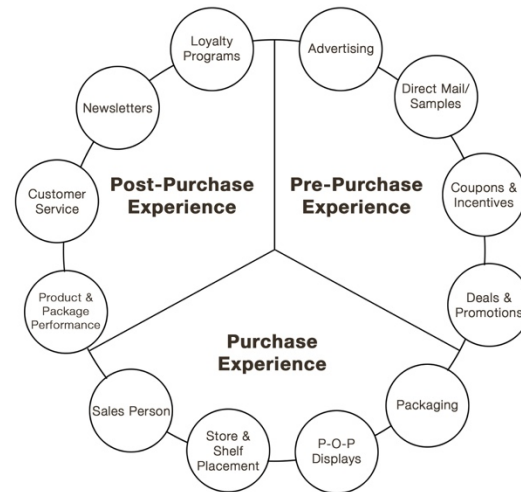 Loyalty
Programs
Advertising
Newsletters
Direct Mail/
Samples
Post-Purchase
Experience
Pre-Purchase
Experience
Customer
Service
Coupons &
Incentives
Product &
Package
Performance
Deals &
Promotions
Purchase
Experience
Sales Person
Packaging
Store &
Shelf
Placement
P-O-P
Displays